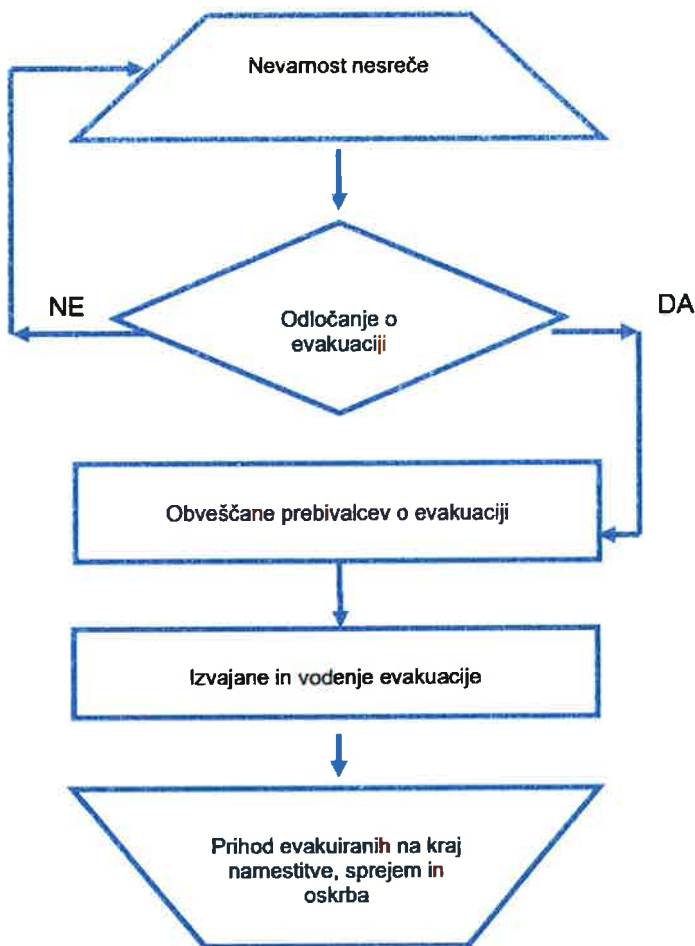 Nevarnost nesreče
NE
DA
Odločanje o
evakuaciji
Obveščane prebivalcev o evakuaciji
Izvajane in vodenje evakuacije
Prihod evakuiranih na kraj
namestitve, sprejem in
oskrba